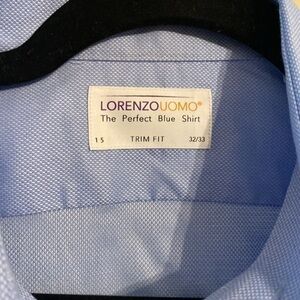 LORENZOUOMO®
The Perfect Blue Shirt
15 TRIM FIT 32/33